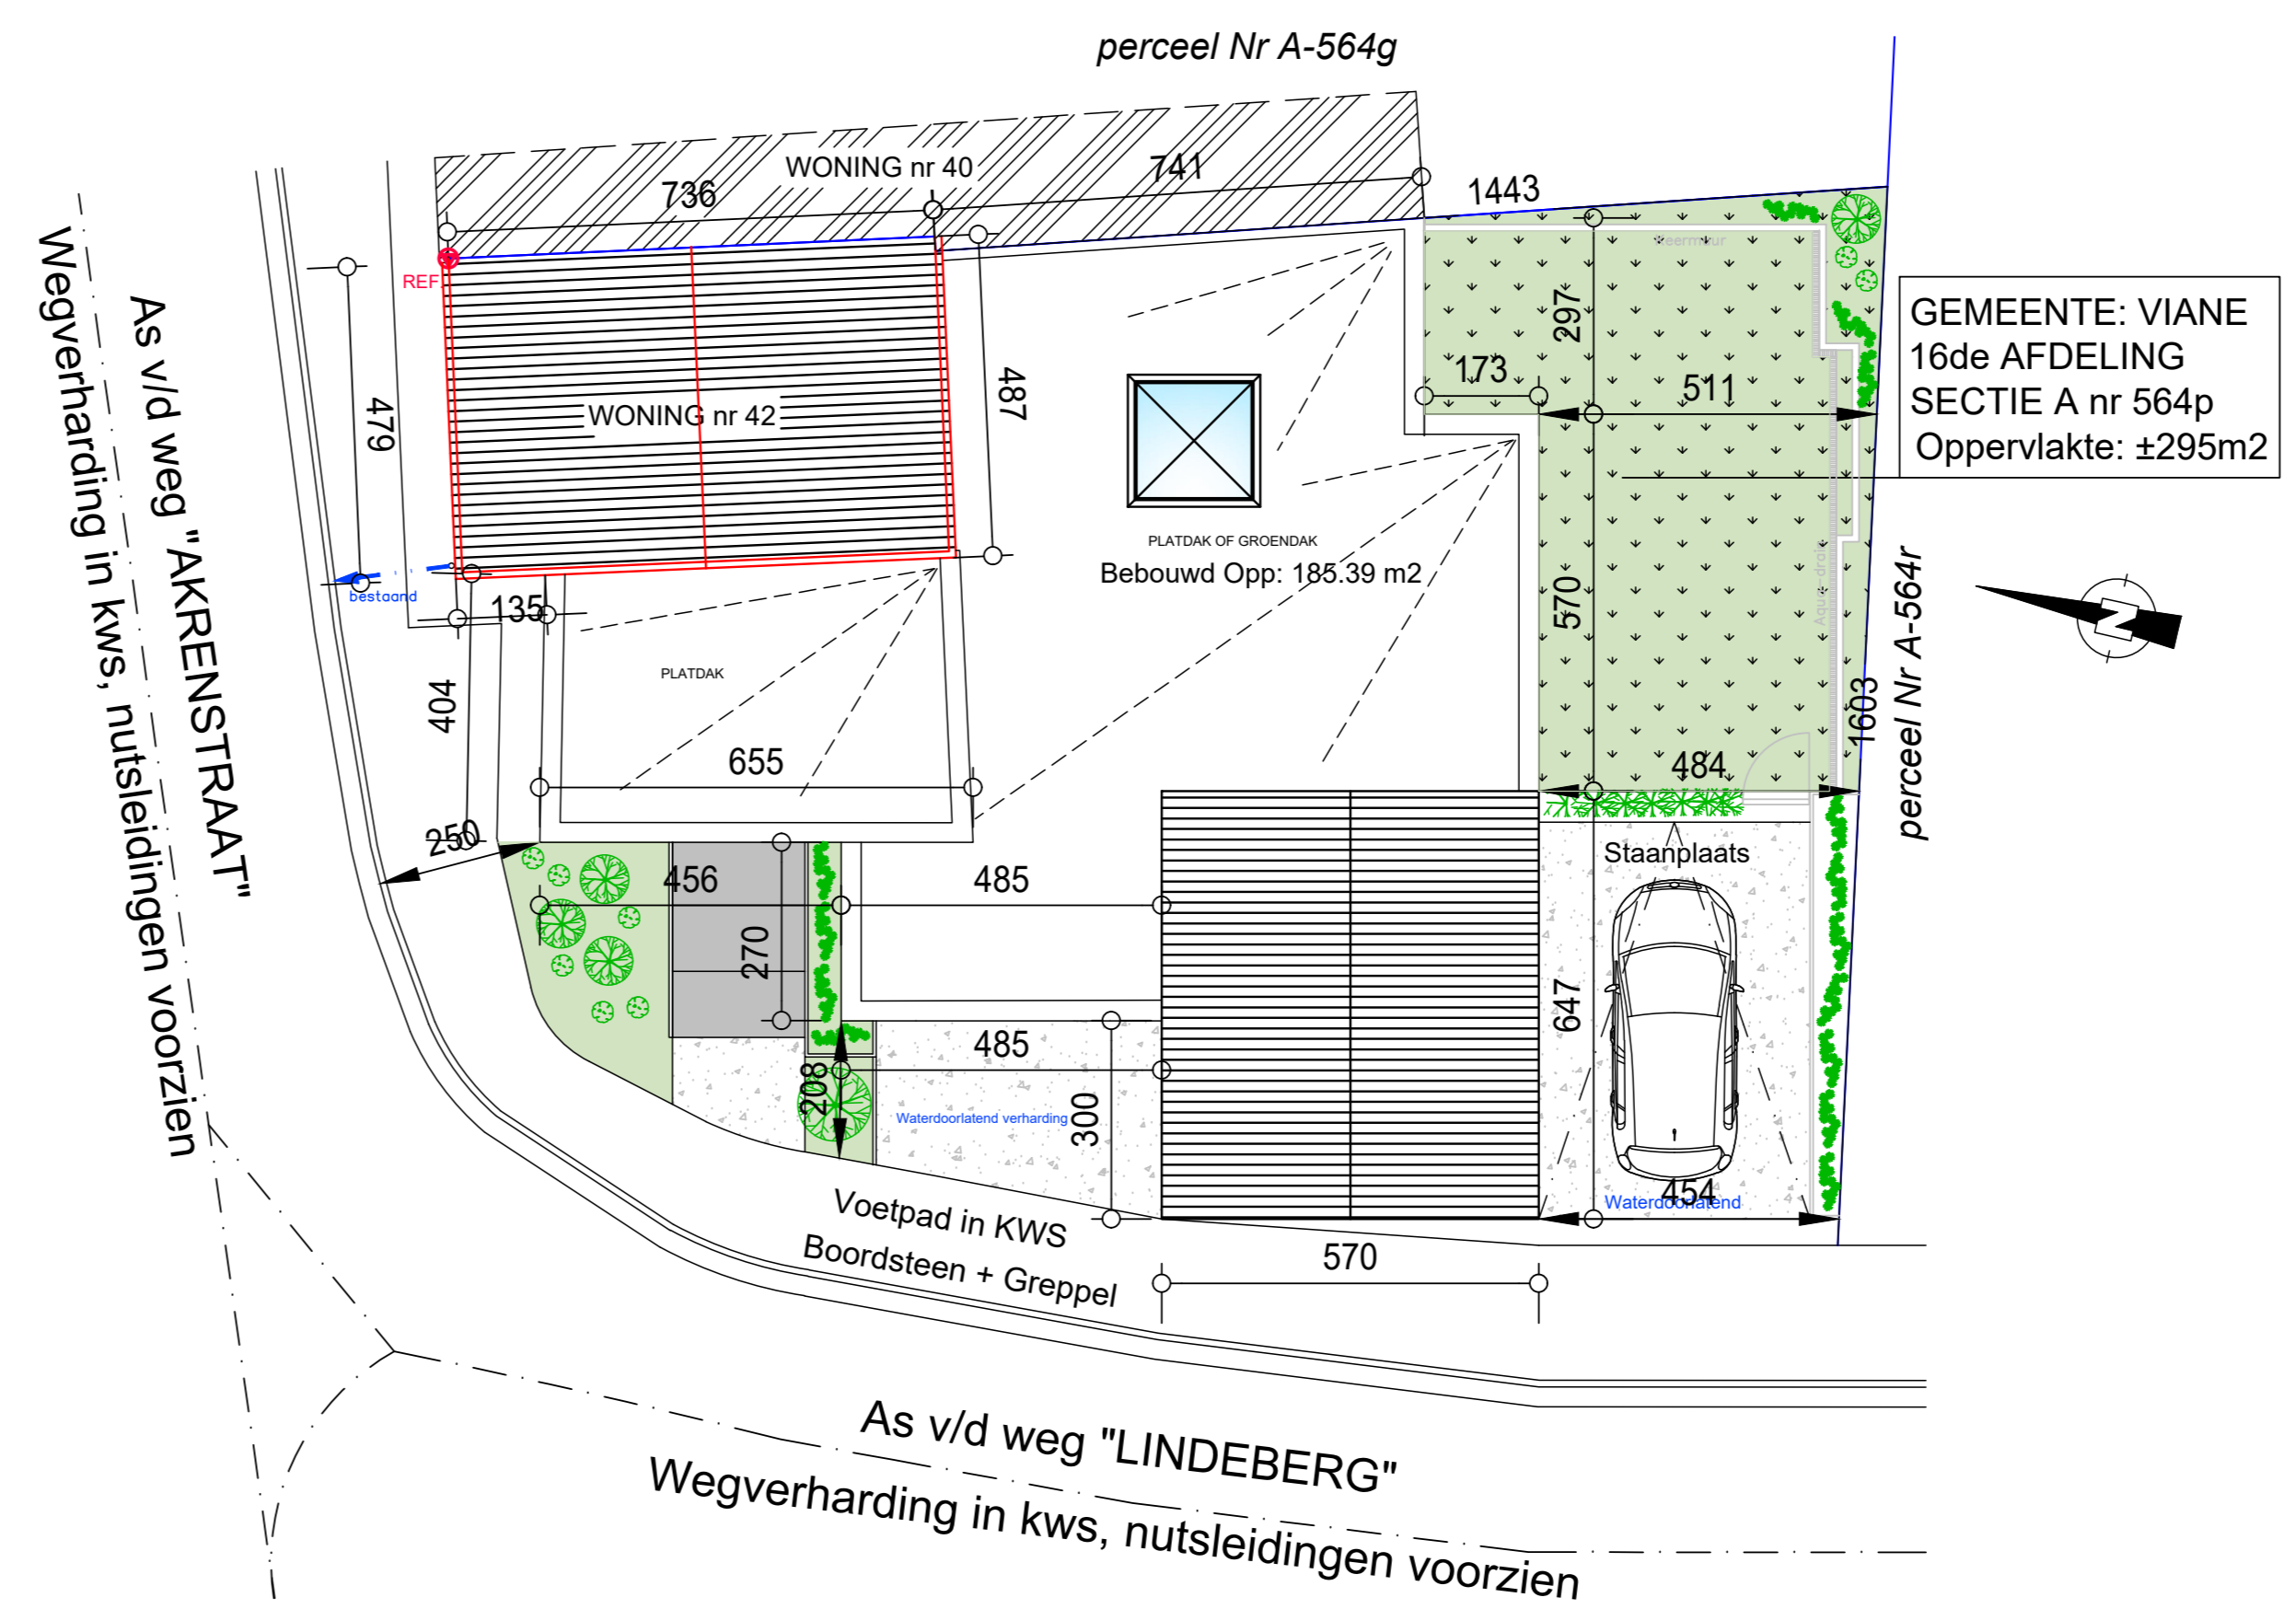 perceel Nr A-564g
WONING nr 40
741
736
1443
Keermuur
REF.
GEMEENTE: VIANE
16de AFDELING
SECTIE A nr 564p
Oppervlakte: ±295m2
297
173
511
487
479
WONING nr 42
As v/d weg "AKRENSTRAAT"
Wegverharding in kws, nutsleidingen voorzien
PLATDAK OF GROENDAK
Bebouwd Opp: 185.39 m2
570
Aqua-drain
perceel Nr A-564r
N
bestaand
135
PLATDAK
404
655
484
1603
250
456
485
Staanplaats
270
647
485
208
300
Waterdoorlatend verharding
454
Waterdoorlatend
Voetpad in KWS
Boordsteen + Greppel
570
As v/d weg "LINDEBERG"
Wegverharding in kws, nutsleidingen voorzien